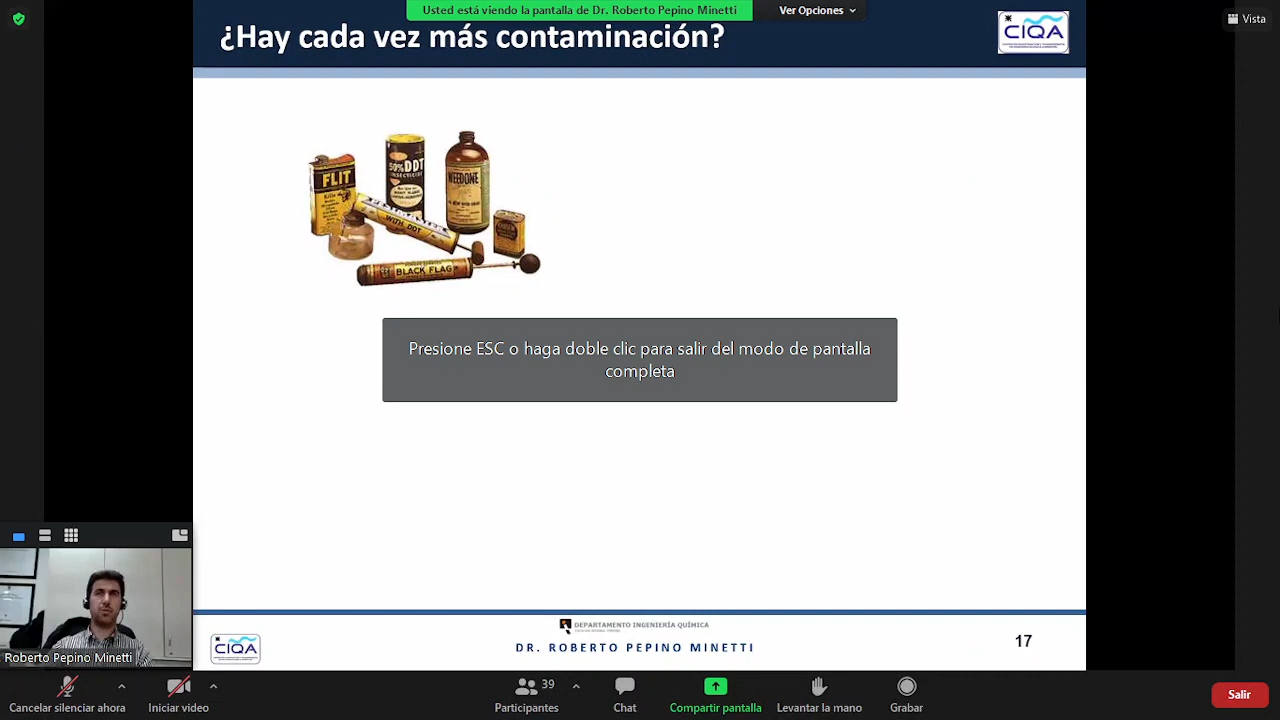 Usted está viendo la pantalla de Dr. Roberto Pepino Minetti
Ver Opciones
Vista
¿Hay cada vez más contaminación?
CIQA
FLIT
50% DDT
INSECTICIDE
WEEDONE
WITH DDT
BLACK FLAG
Presione ESC o haga doble clic para salir del modo de pantalla
completa
DEPARTAMENTO INGENIERÍA QUÍMICA
CIQA
DR. ROBERTO PEPINO MINETTI
17
Roberto Pepino Minetti
Cancelar silenciar ahora
Iniciar video
39
Participantes
Chat
Compartir pantalla
Levantar la mano
Grabar
Salir